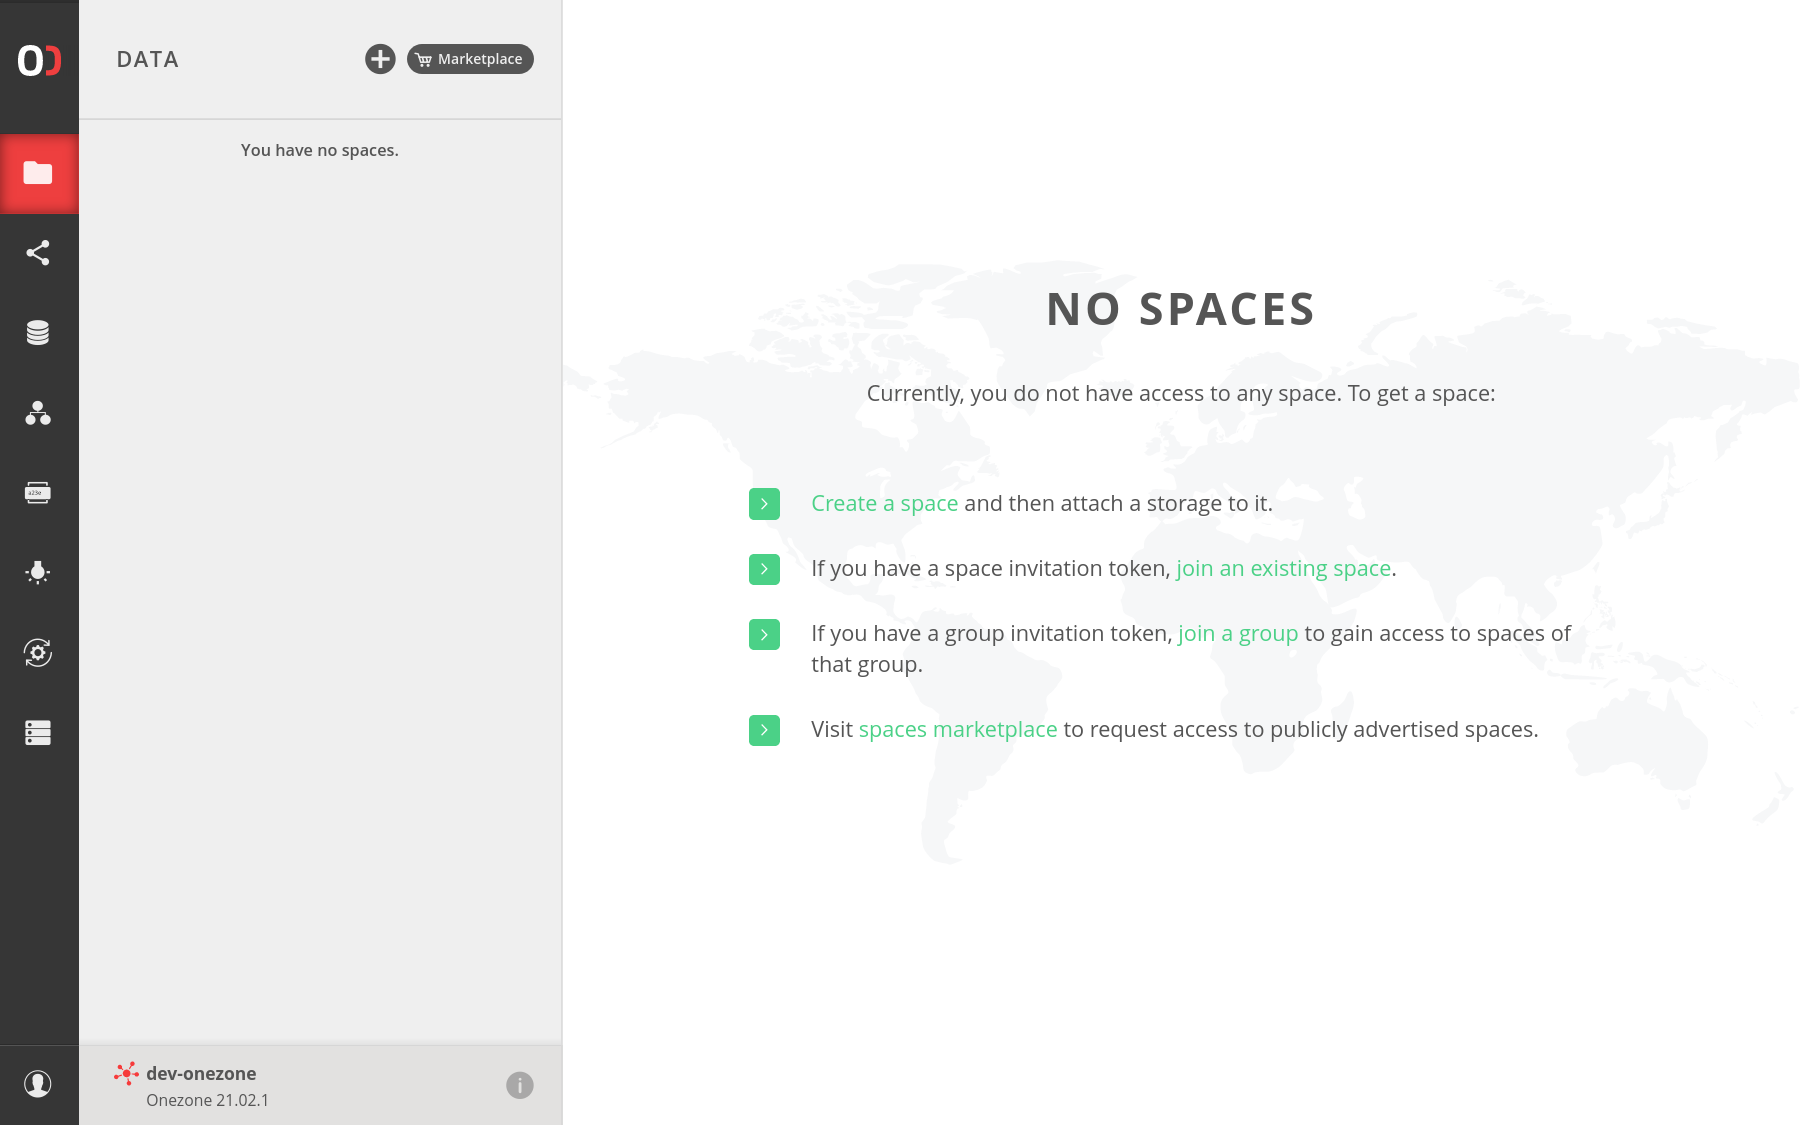 DATA
Marketplace
You have no spaces.
NO SPACES
Currently, you do not have access to any space. To get a space:
Create a space and then attach a storage to it.
If you have a space invitation token, join an existing space.
If you have a group invitation token, join a group to gain access to spaces of
that group.
Visit spaces marketplace to request access to publicly advertised spaces.
a23e
dev-onezone
Onezone 21.02.1